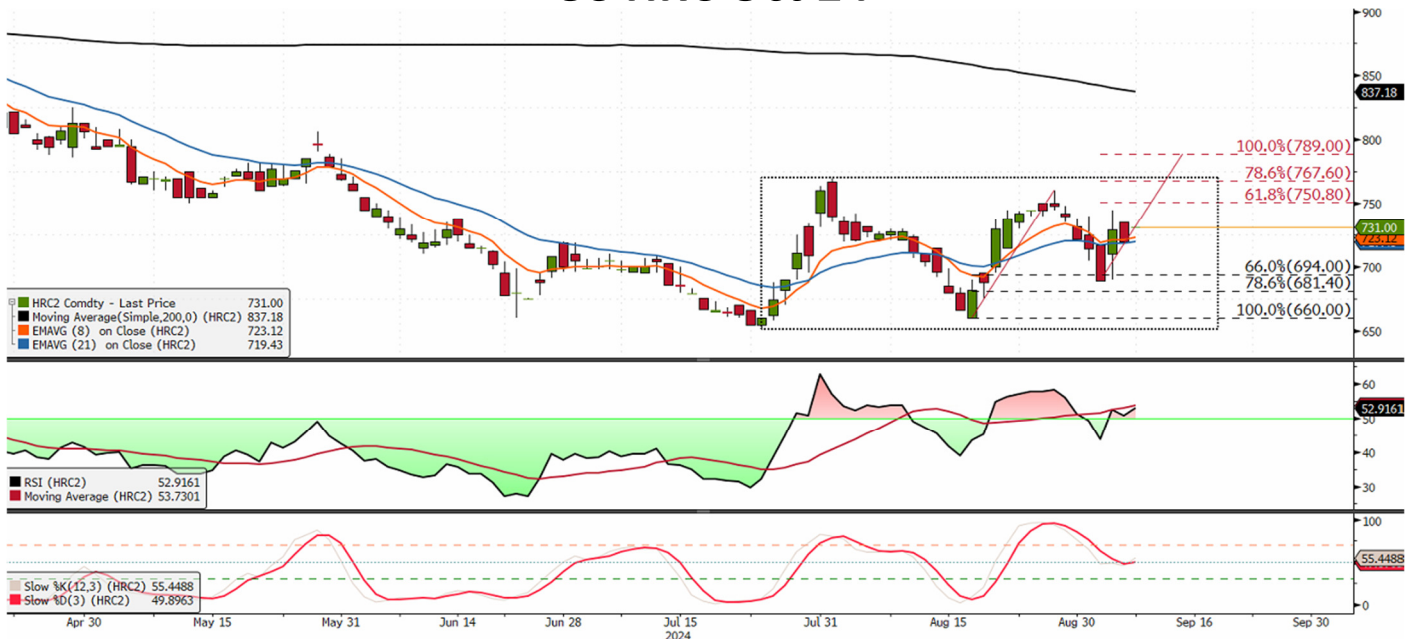 900
850
837.18
800
100.0%(789.00)
78.6%(767.60)
61.8%(750.80)
750
731.00
723.12
700
66.0%(694.00)
78.6%(681.40)
100.0%(660.00)
650
HRC2 Comdty - Last Price 731.00
Moving Average(Simple,200,0) (HRC2) 837.18
EMAVG (8) on Close (HRC2) 723.12
EMAVG (21) on Close (HRC2) 719.43
60
52.9161
50
40
30
RSI (HRC2) 52.9161
Moving Average (HRC2) 53.7301
100
55.4488
0
Slow %K(12,3) (HRC2) 55.4488
Slow %D(3) (HRC2) 49.8963
Apr 30 May 15 May 31 Jun 14 Jun 28 Jul 15 Jul 31 Aug 15 Aug 30 Sep 16 Sep 30
2024